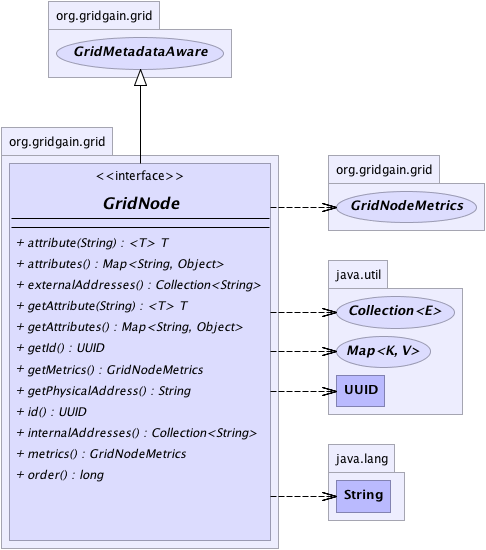 org.gridgain.grid
GridMetadataAware
org.gridgain.grid
<<interface>>
GridNode
+ attribute(String) : <T> T
+ attributes() : Map<String, Object>
+ externalAddresses() : Collection<String>
+ getAttribute(String) : <T> T
+ getAttributes() : Map<String, Object>
+ getId() : UUID
+ getMetrics() : GridNodeMetrics
+ getPhysicalAddress() : String
+ id() : UUID
+ internalAddresses() : Collection<String>
+ metrics() : GridNodeMetrics
+ order() : long
org.gridgain.grid
GridNodeMetrics
java.util
Collection<E>
Map<K, V>
UUID
java.lang
String